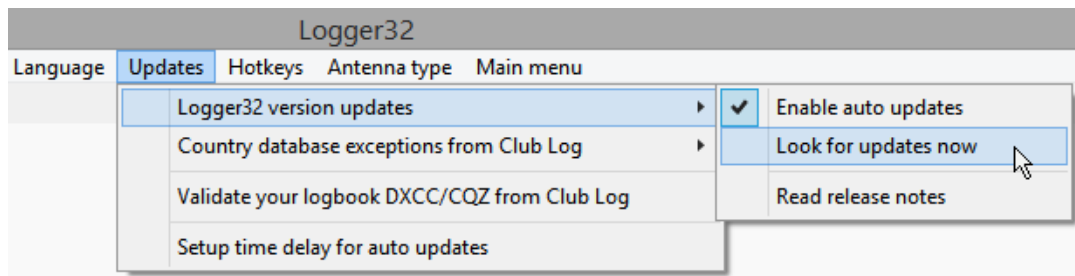 Logger32
Language Updates Hotkeys Antenna type Main menu
Logger32 version updates
Country database exceptions from Club Log
Validate your logbook DXCC/CQZ from Club Log
Setup time delay for auto updates
Enable auto updates
Look for updates now
Read release notes